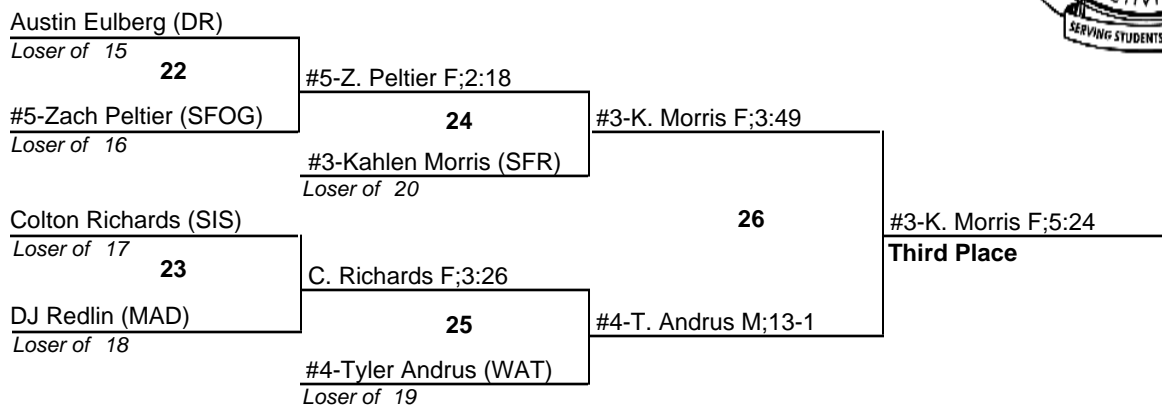 Austin Eulberg (DR)
Loser of 15
22
#5-Zach Peltier (SFOG)
Loser of 16
#5-Z. Peltier F;2:18
24
#3-Kahlen Morris (SFR)
Loser of 20
#3-K. Morris F;3:49
Colton Richards (SIS)
Loser of 17
23
DJ Redlin (MAD)
Loser of 18
C. Richards F;3:26
25
#4-Tyler Andrus (WAT)
Loser of 19
#4-T. Andrus M;13-1
26
#3-K. Morris F;5:24
Third Place
SERVING STUDENTS